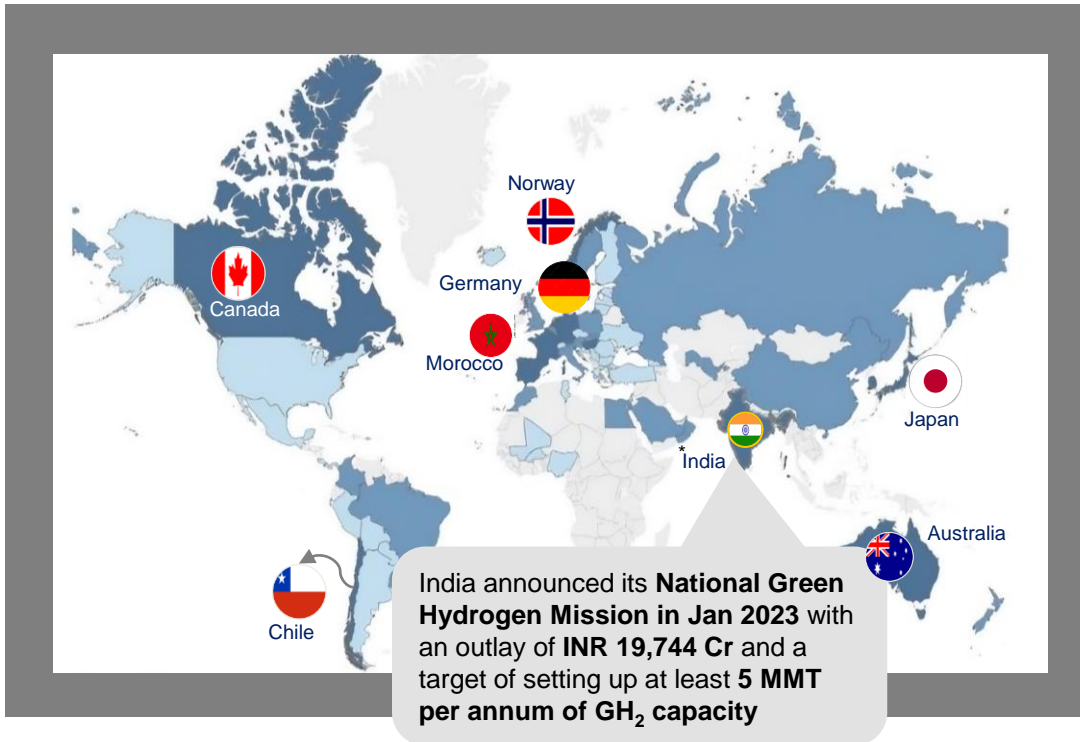 Norway
Germany
Canada
Morocco
Japan
*India
Australia
Chile
India announced its National Green
Hydrogen Mission in Jan 2023 with
an outlay of INR 19,744 Cr and a
target of setting up at least 5 MMT
per annum of GH₂ capacity